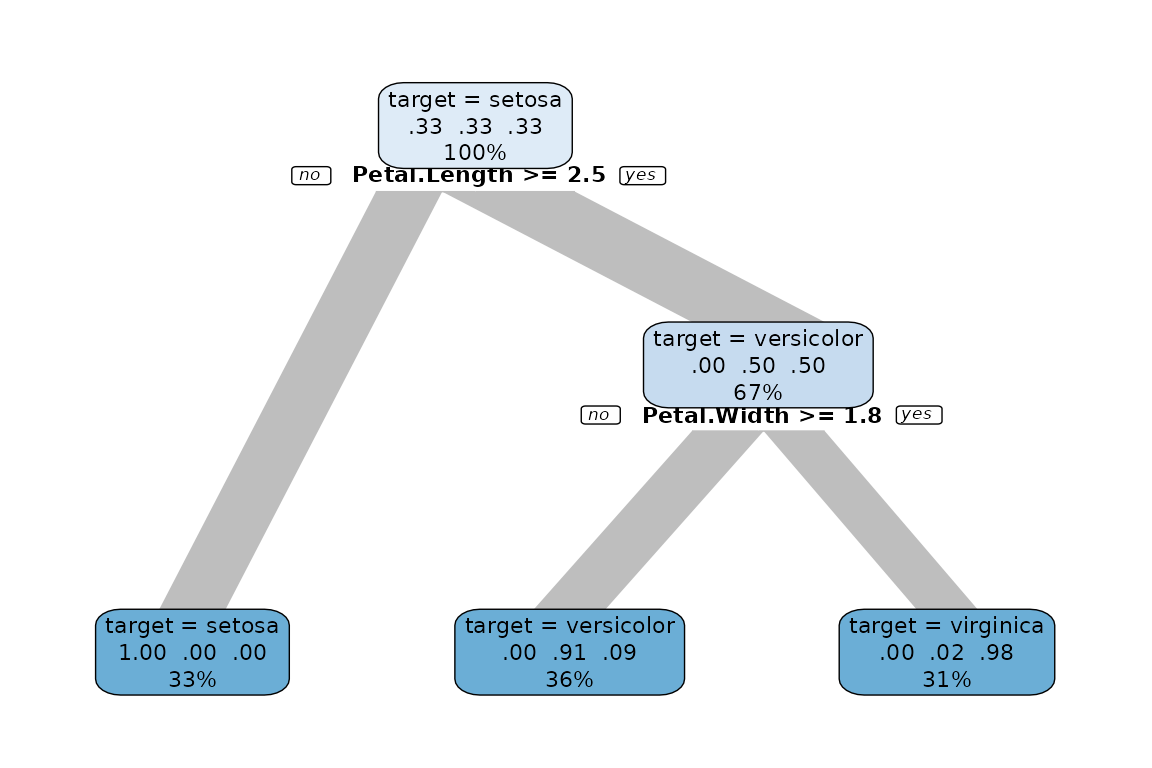 target = setosa
.33 .33 .33
100%
no Petal.Length >= 2.5 yes
target = versicolor
.00 .50 .50
67%
no Petal.Width >= 1.8 yes
target = setosa
1.00 .00 .00
33%
target = versicolor
.00 .91 .09
36%
target = virginica
.00 .02 .98
31%